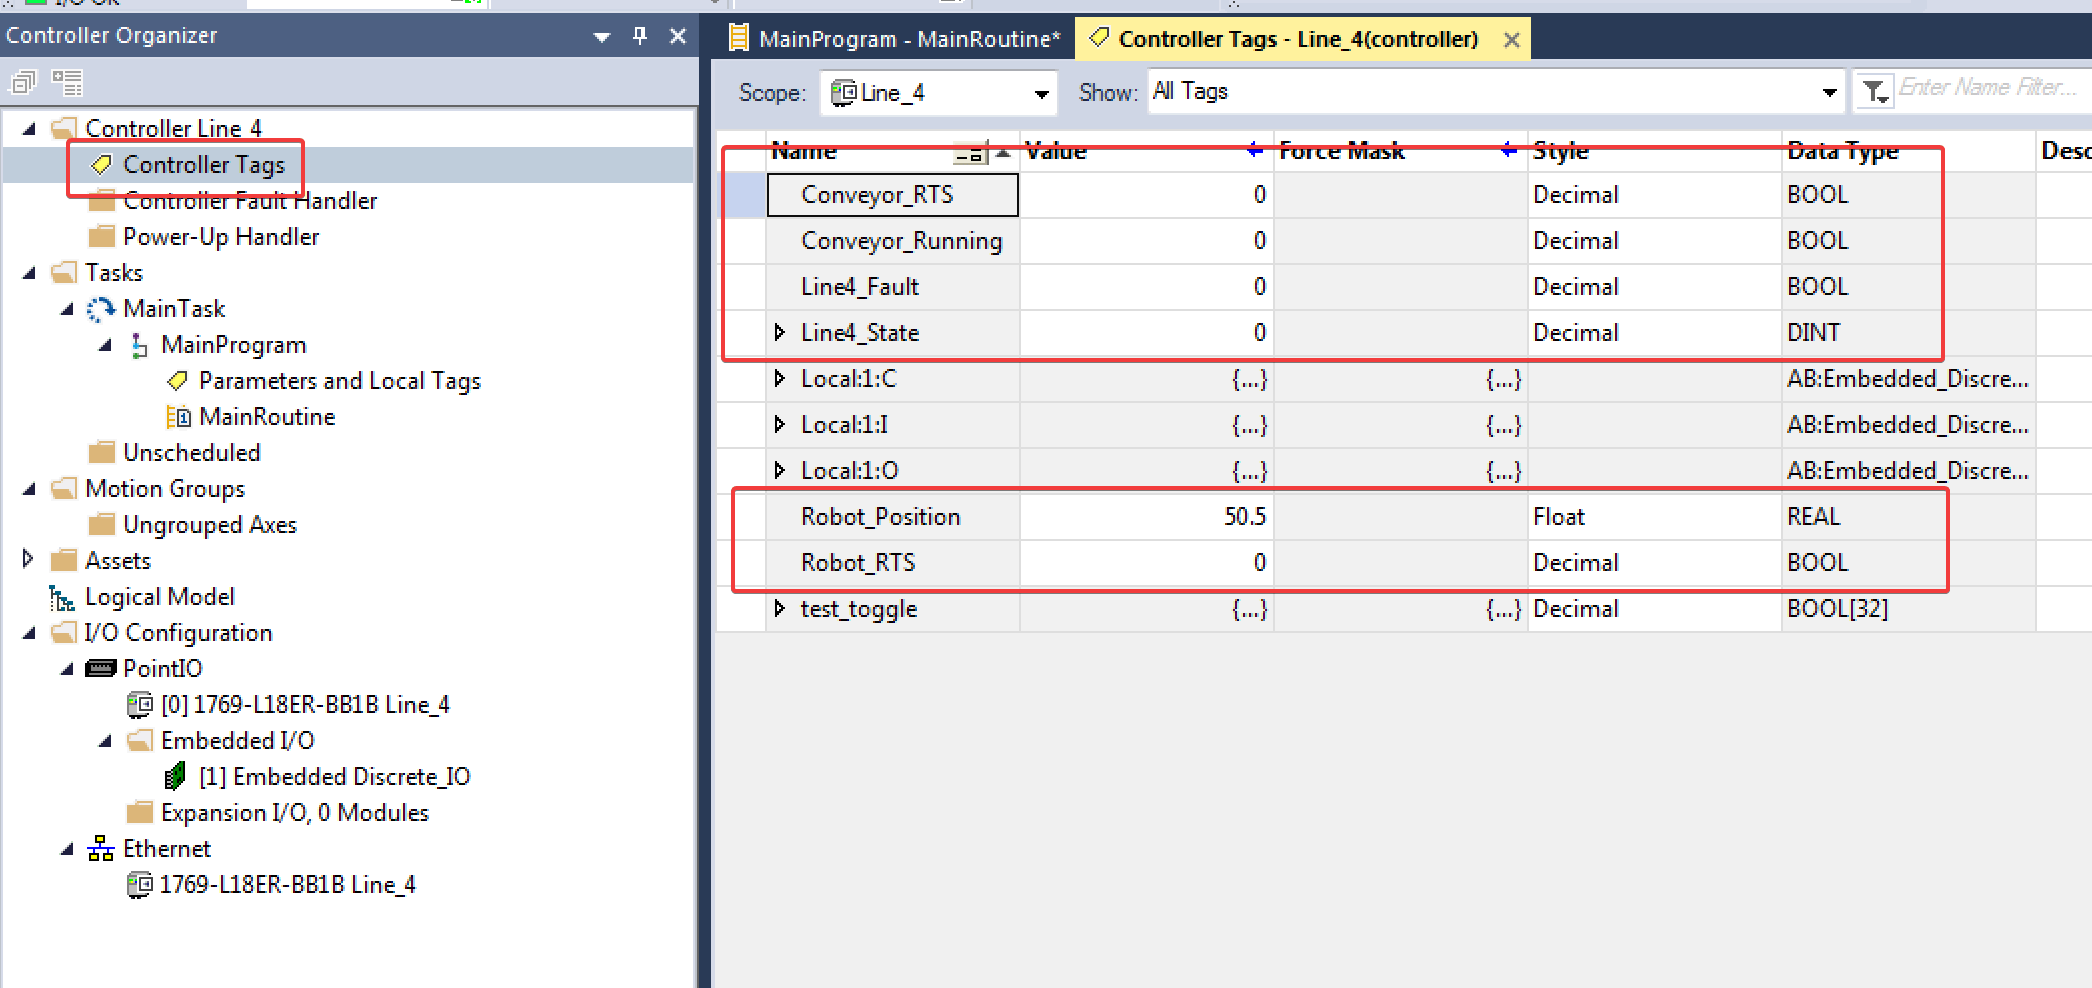 I/O OK
Controller Organizer
Controller Line_4
Controller Tags
Controller Fault Handler
Power-Up Handler
Tasks
MainTask
MainProgram
Parameters and Local Tags
MainRoutine
Unscheduled
Motion Groups
Ungrouped Axes
Assets
Logical Model
I/O Configuration
PointIO
[0] 1769-L18ER-BB1B Line_4
Embedded I/O
[1] Embedded Discrete_IO
Expansion I/O, 0 Modules
Ethernet
1769-L18ER-BB1B Line_4
MainProgram - MainRoutine*
Controller Tags - Line_4(controller)
Scope: Line_4 Show: All Tags Enter Name Filter...
Name Value Force Mask Style Data Type Desc
Conveyor_RTS 0 Decimal BOOL
Conveyor_Running 0 Decimal BOOL
Line4_Fault 0 Decimal BOOL
Line4_State 0 Decimal DINT
Local:1:C {...} {...} AB:Embedded_Discre...
Local:1:I {...} {...} AB:Embedded_Discre...
Local:1:O {...} {...} AB:Embedded_Discre...
Robot_Position 50.5 Float REAL
Robot_RTS 0 Decimal BOOL
test_toggle {...} {...} Decimal BOOL[32]